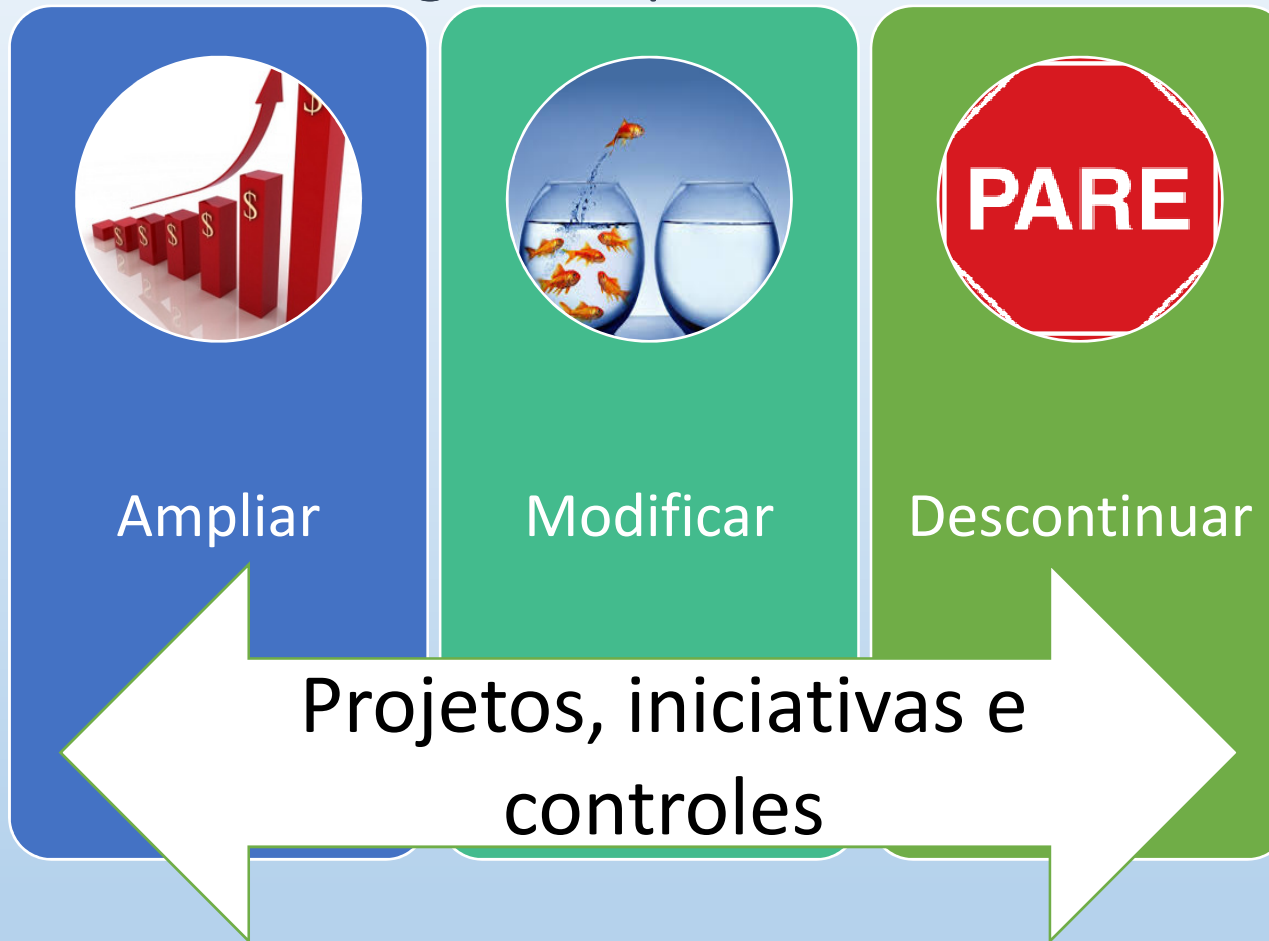 $ $ $ $ $ $
PARE
Ampliar
Modificar
Descontinuar
Projetos, iniciativas e
controles